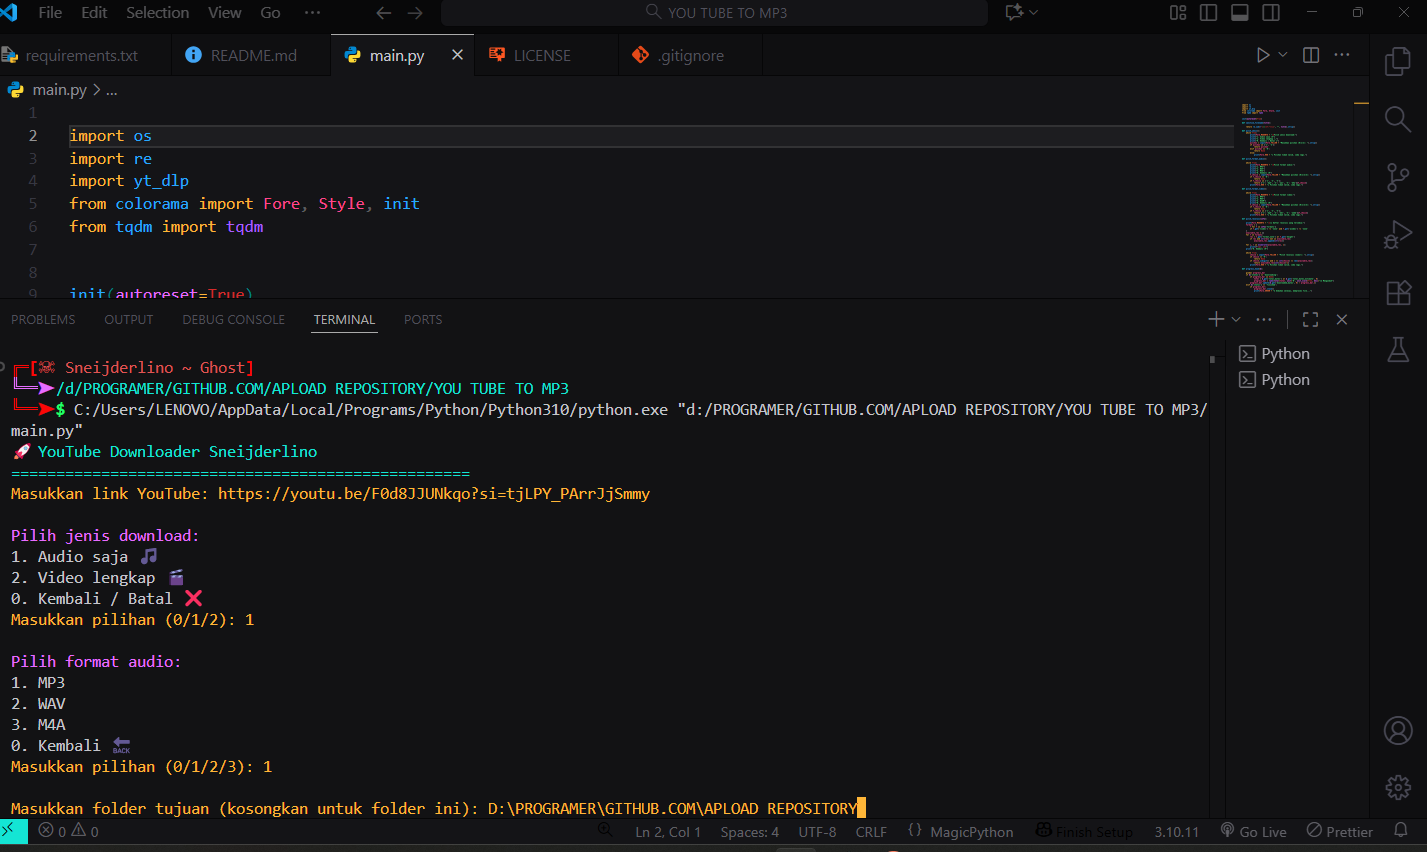 File Edit Selection View Go ··· YOU TUBE TO MP3
requirements.txt README.md main.py LICENSE .gitignore
main.py > ...
1
2 import os
3 import re
4 import yt_dlp
5 from colorama import Fore, Style, init
6 from tqdm import tqdm
7
8
9 init(autoreset=True)
PROBLEMS OUTPUT DEBUG CONSOLE TERMINAL PORTS
Python
Python
[☠ Sneijderlino ~ Ghost]
/d/PROGRAMER/GITHUB.COM/APLOAD REPOSITORY/YOU TUBE TO MP3
$ C:/Users/LENOVO/AppData/Local/Programs/Python/Python310/python.exe "d:/PROGRAMER/GITHUB.COM/APLOAD REPOSITORY/YOU TUBE TO MP3/
main.py"
🚀 YouTube Downloader Sneijderlino
===================================================
Masukkan link YouTube: https://youtu.be/F0d8JJUNkqo?si=tjLPY_PArrJjSmmy
Pilih jenis download:
1. Audio saja 🎵
2. Video lengkap 🎬
0. Kembali / Batal ❌
Masukkan pilihan (0/1/2): 1
Pilih format audio:
1. MP3
2. WAV
3. M4A
0. Kembali 🔙
Masukkan pilihan (0/1/2/3): 1
Masukkan folder tujuan (kosongkan untuk folder ini): D:\PROGRAMER\GITHUB.COM\APLOAD REPOSITORY
0 0 Ln 2, Col 1 Spaces: 4 UTF-8 CRLF {} MagicPython Finish Setup 3.10.11 Go Live Prettier